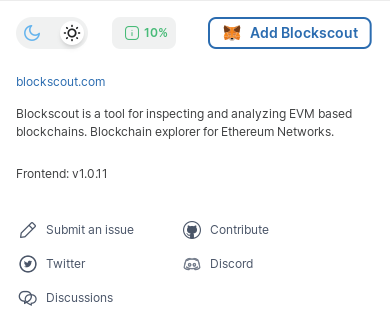 10%
Add Blockscout
blockscout.com
Blockscout is a tool for inspecting and analyzing EVM based
blockchains. Blockchain explorer for Ethereum Networks.
Frontend: v1.0.11
Submit an issue
Contribute
Twitter
Discord
Discussions